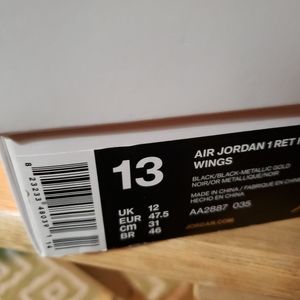 13
AIR JORDAN 1 RET
WINGS
BLACK/BLACK-METALLIC GOLD
NOIR/OR METALLIQUE/NOIR
MADE IN CHINA / FABRIQUE EN CHINE
HECHO EN CHINA
UK 12
EUR 47.5
cm 31
BR 46
AA2887 035
JORDAN.COM